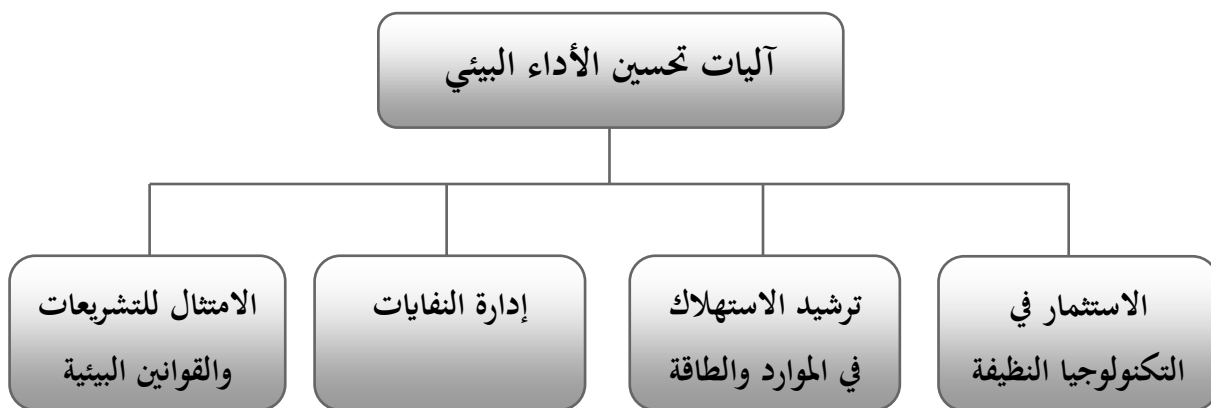 آليات تحسين الأداء البيئي
الاستثمار في
التكنولوجيا النظيفة
ترشيد الاستهلاك
في الموارد والطاقة
إدارة النفايات
الامتثال للتشريعات
والقوانين البيئية